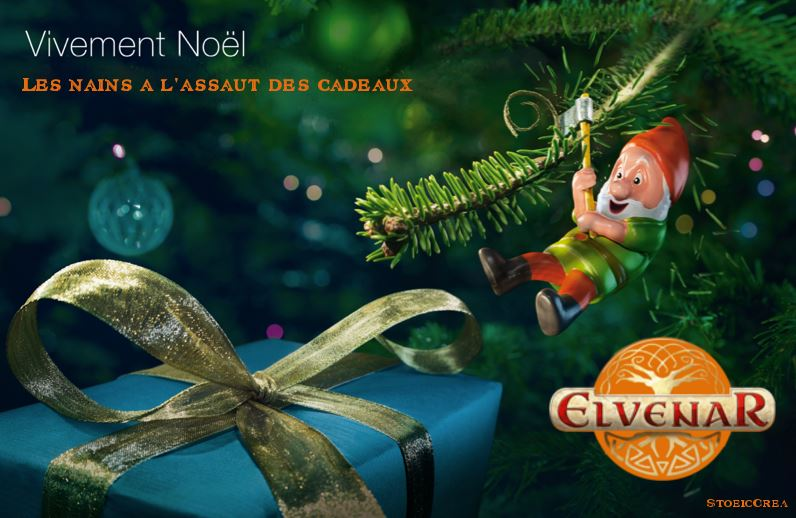 Vivement Noël
Les nains a l'assaut des cadeaux
ELVENAR
StoeicCrea